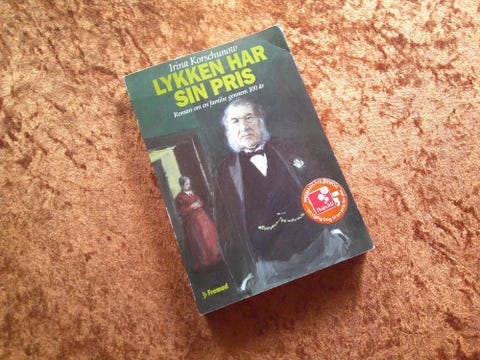 Irina Korschunow
LYKKEN HAR
SIN PRIS
Roman om en familie gennem 100 år
Fremad